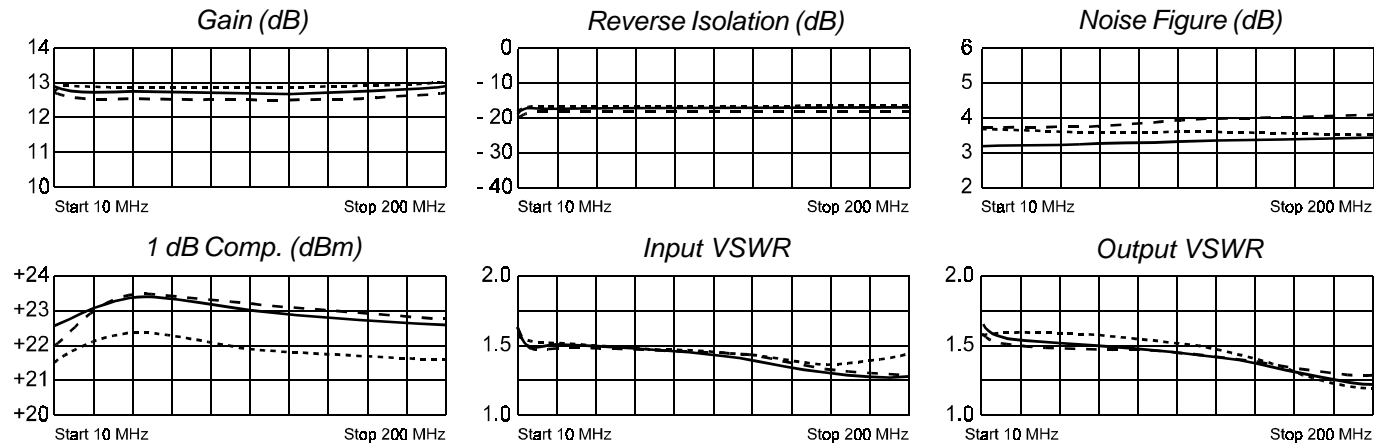 Gain (dB)
14
13
12
11
10
Start 10 MHz Stop 200 MHz
Reverse Isolation (dB)
0
- 10
- 20
- 30
- 40
Start 10 MHz Stop 200 MHz
Noise Figure (dB)
6
5
4
3
2
Start 10 MHz Stop 200 MHz
1 dB Comp. (dBm)
+24
+23
+22
+21
+20
Start 10 MHz Stop 200 MHz
Input VSWR
2.0
1.5
1.0
Start 10 MHz Stop 200 MHz
Output VSWR
2.0
1.5
1.0
Start 10 MHz Stop 200 MHz